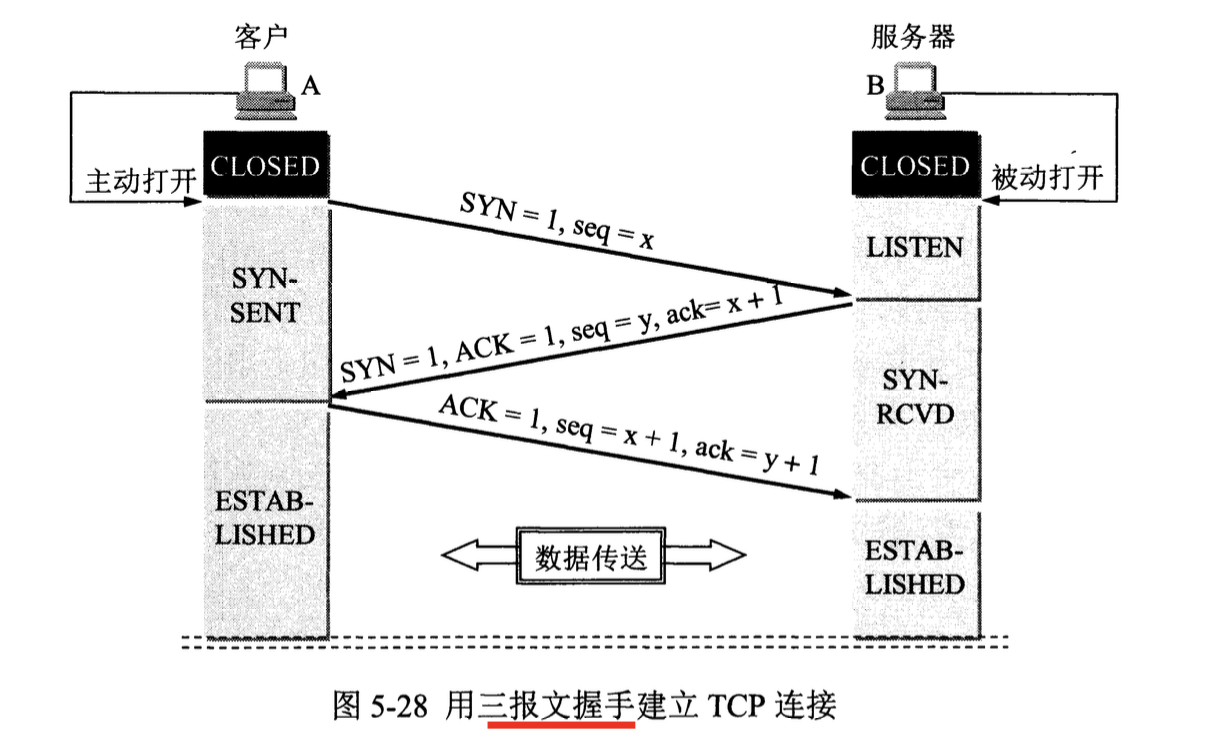 客户
服务器
A
B
CLOSED
CLOSED
主动打开
被动打开
SYN = 1, seq = x
LISTEN
SYN-
SENT
SYN = 1, ACK = 1, seq = y, ack= x + 1
SYN-
RCVD
ACK = 1, seq = x + 1, ack = y + 1
ESTAB-
LISHED
数据传送
ESTAB-
LISHED
图 5-28 用三报文握手建立 TCP 连接